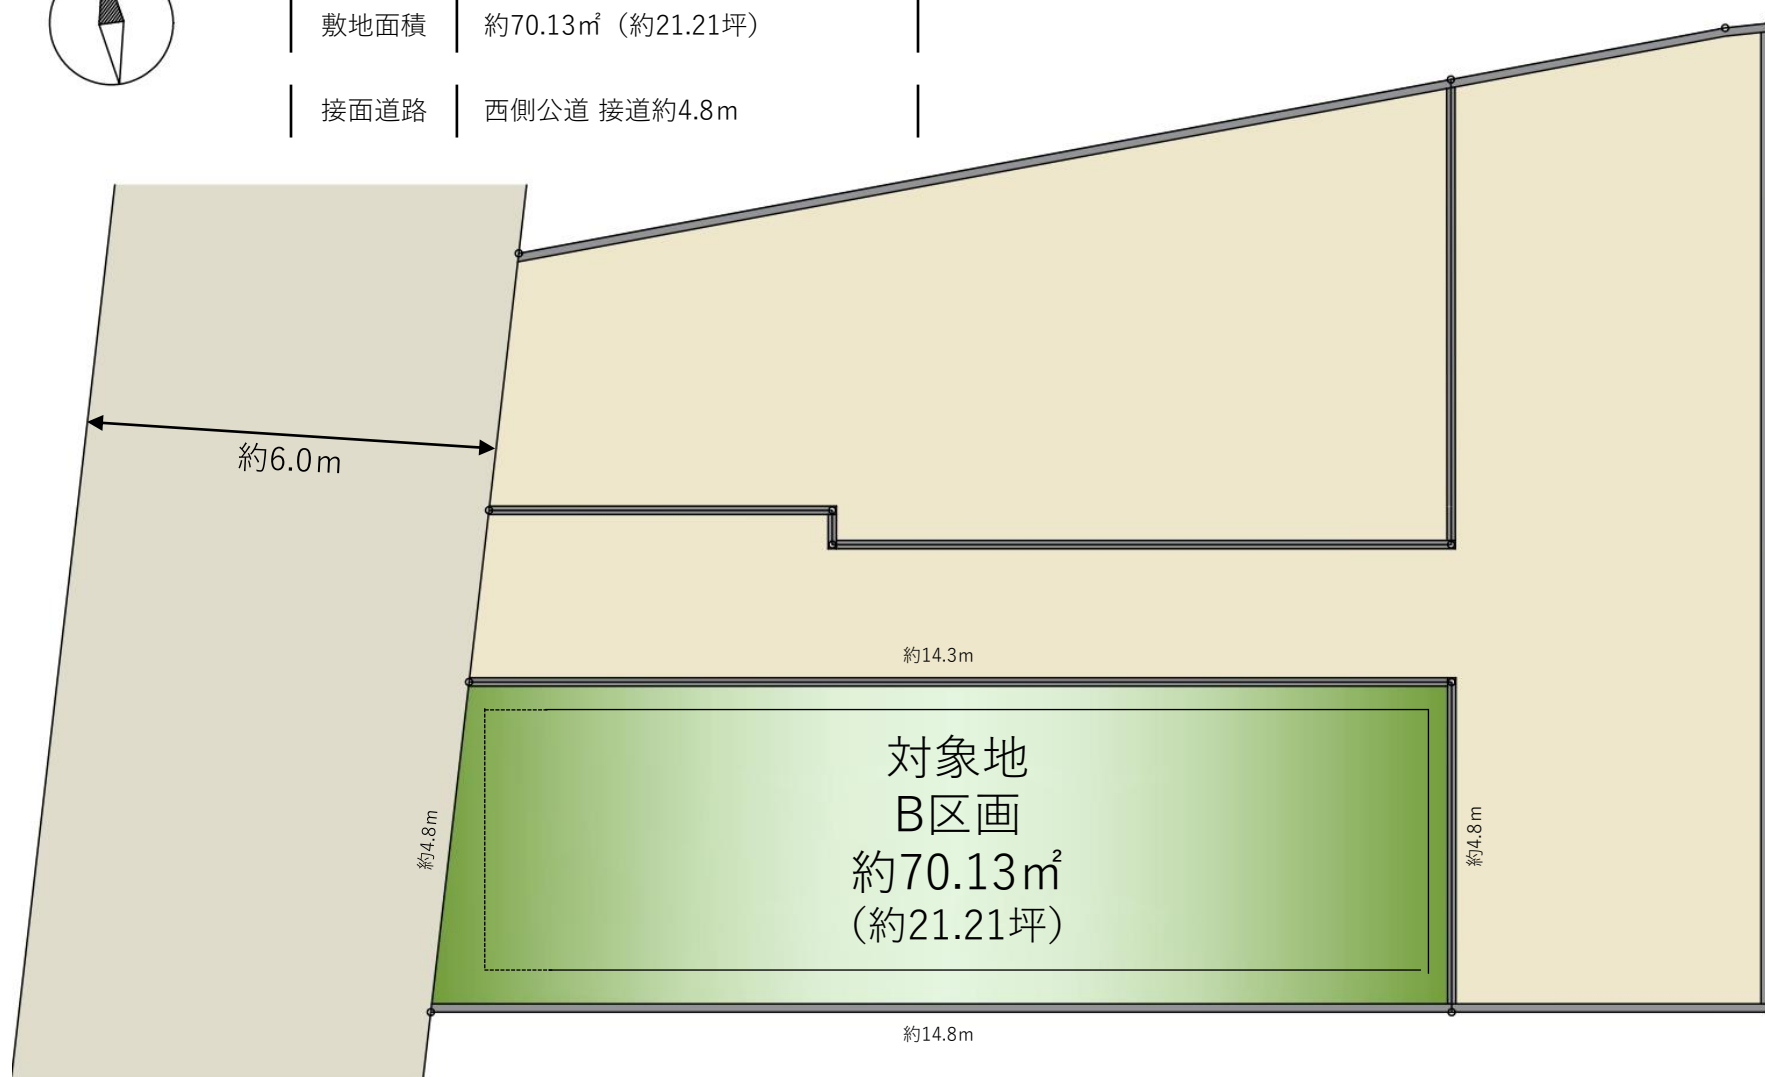 敷地面積 約70.13㎡（約21.21坪）
接面道路 西側公道 接道約4.8m
約6.0m
約14.3m
対象地
B区画
約70.13㎡
（約21.21坪）
約4.8m
約4.8m
約14.8m